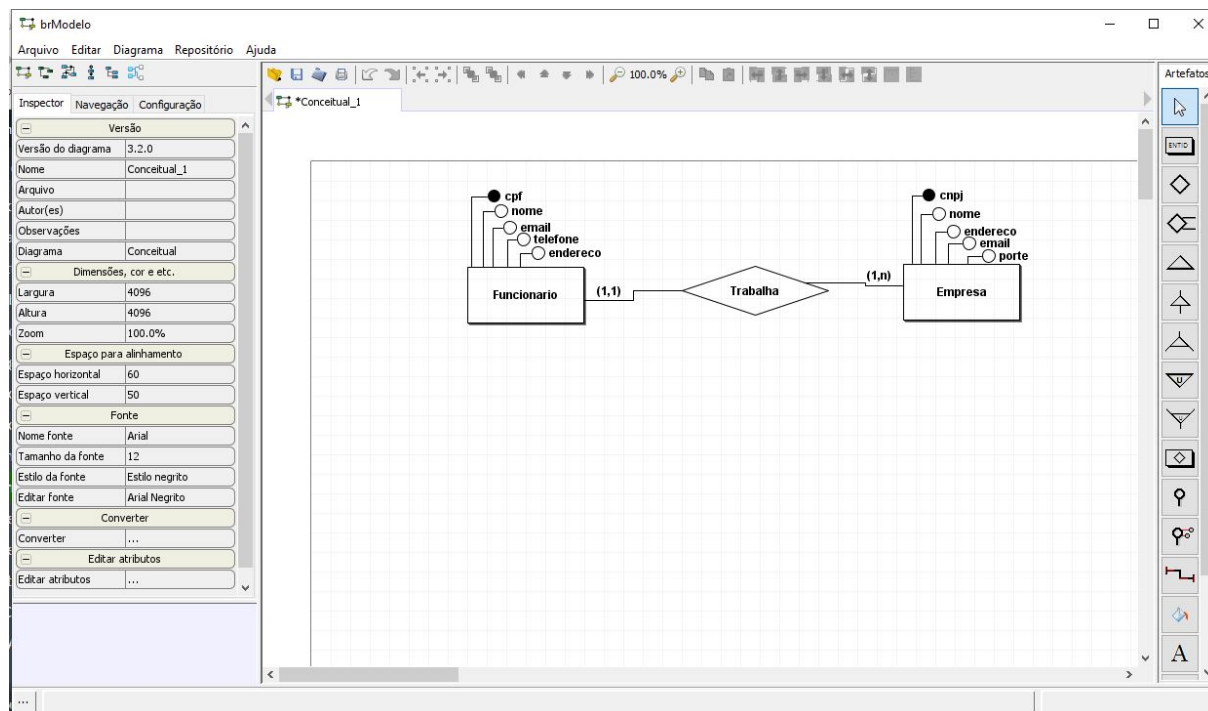 brModelo
Arquivo Editar Diagrama Repositório Ajuda
100.0%
Artefatos
Inspector Navegação Configuração
*Conceitual_1
Versão
Versão do diagrama 3.2.0
Nome Conceitual_1
Arquivo
Autor(es)
Observações
Diagrama Conceitual
Dimensões, cor e etc.
Largura 4096
Altura 4096
Zoom 100.0%
Espaço para alinhamento
Espaço horizontal 60
Espaço vertical 50
Fonte
Nome fonte Arial
Tamanho da fonte 12
Estilo da fonte Estilo negrito
Editar fonte Arial Negrito
Converter
Converter ...
Editar atributos
Editar atributos ...
...
cpf
nome
email
telefone
endereco
Funcionario
(1,1)
Trabalha
(1,n)
cnpj
nome
endereco
email
porte
Empresa
ENTID
U
A